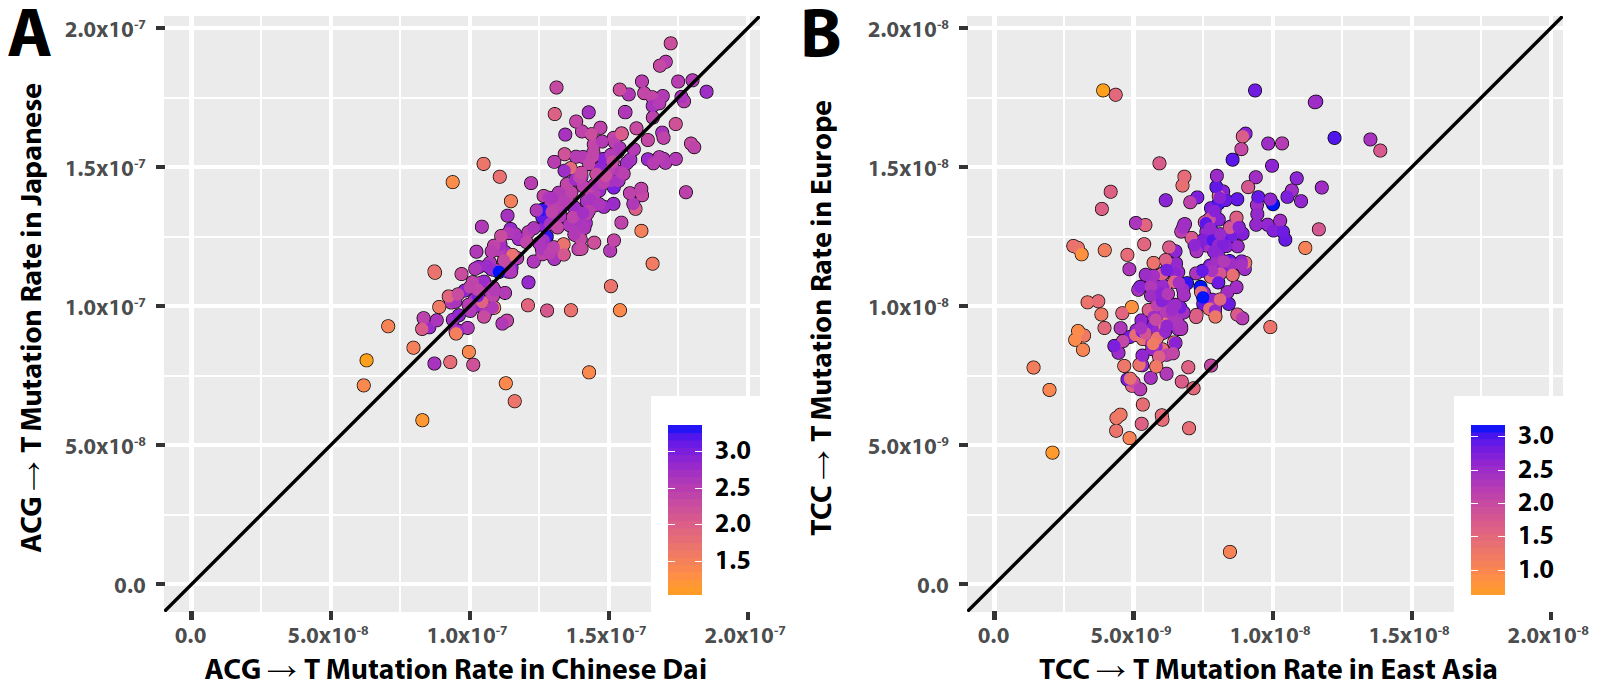 A
ACG → T Mutation Rate in Japanese
2.0x10⁻⁷
1.5x10⁻⁷
1.0x10⁻⁷
5.0x10⁻⁸
0.0
3.0
2.5
2.0
1.5
0.0 5.0x10⁻⁸ 1.0x10⁻⁷ 1.5x10⁻⁷ 2.0x10⁻⁷
ACG → T Mutation Rate in Chinese Dai
B
TCC → T Mutation Rate in Europe
2.0x10⁻⁸
1.5x10⁻⁸
1.0x10⁻⁸
5.0x10⁻⁹
0.0
3.0
2.5
2.0
1.5
1.0
0.0 5.0x10⁻⁹ 1.0x10⁻⁸ 1.5x10⁻⁸ 2.0x10⁻⁸
TCC → T Mutation Rate in East Asia